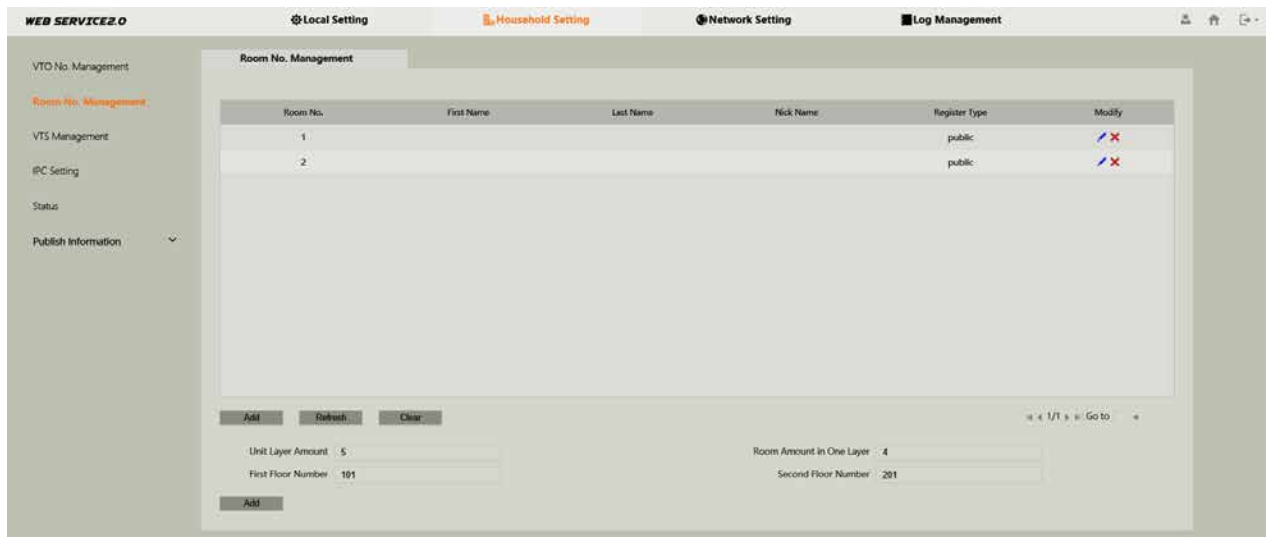 WEB SERVICE2.0 Local Setting Household Setting Network Setting Log Management
Room No. Management
VTO No. Management
Room No. Management
VTS Management
IPC Setting
Status
Publish Information
Room No. First Name Last Name Nick Name Register Type Modify
1 public
2 public
Add Refresh Clear 1/1 Go to
Unit Layer Amount 5 Room Amount in One Layer 4
First Floor Number 101 Second Floor Number 201
Add